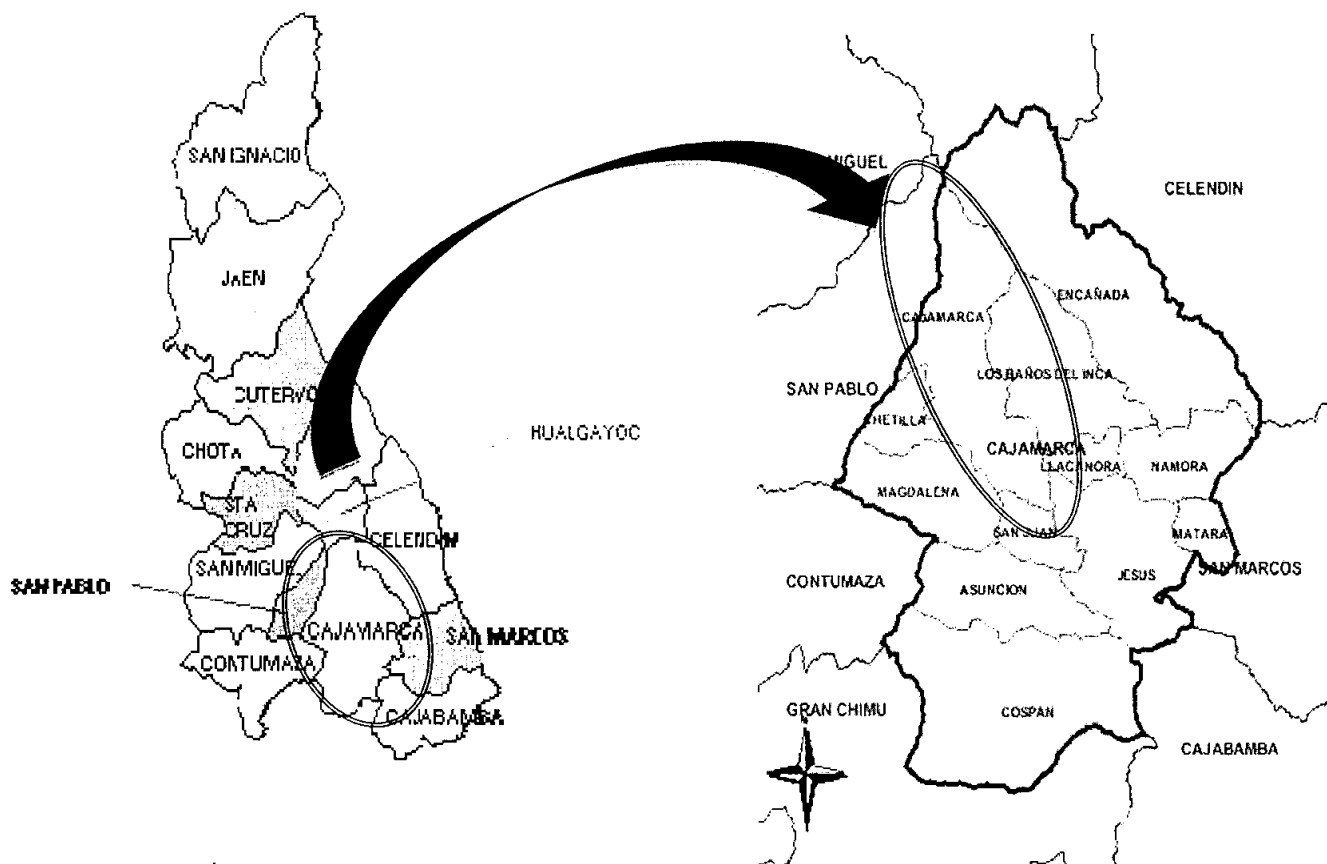 SAN IGNACIO
JAEN
CUTERVO
CHOTA
HUALGAYOC
STA
CRUZ
CELENDIN
SAN MIGUEL
SAN PABLO
CAJAMARCA
SAN MARCOS
CONTUMAZA
CAJABAMBA
MIGUEL
CELENDIN
ENCAÑADA
CAJAMARCA
LOS BAÑOS DEL INCA
SAN PABLO
CHETILLA
CAJAMARCA
LLACANORA
NAMORA
MAGDALENA
SAN JUAN
MATARA
CONTUMAZA
ASUNCION
JESUS
SAN MARCOS
GRAN CHIMU
COSPAN
CAJABAMBA